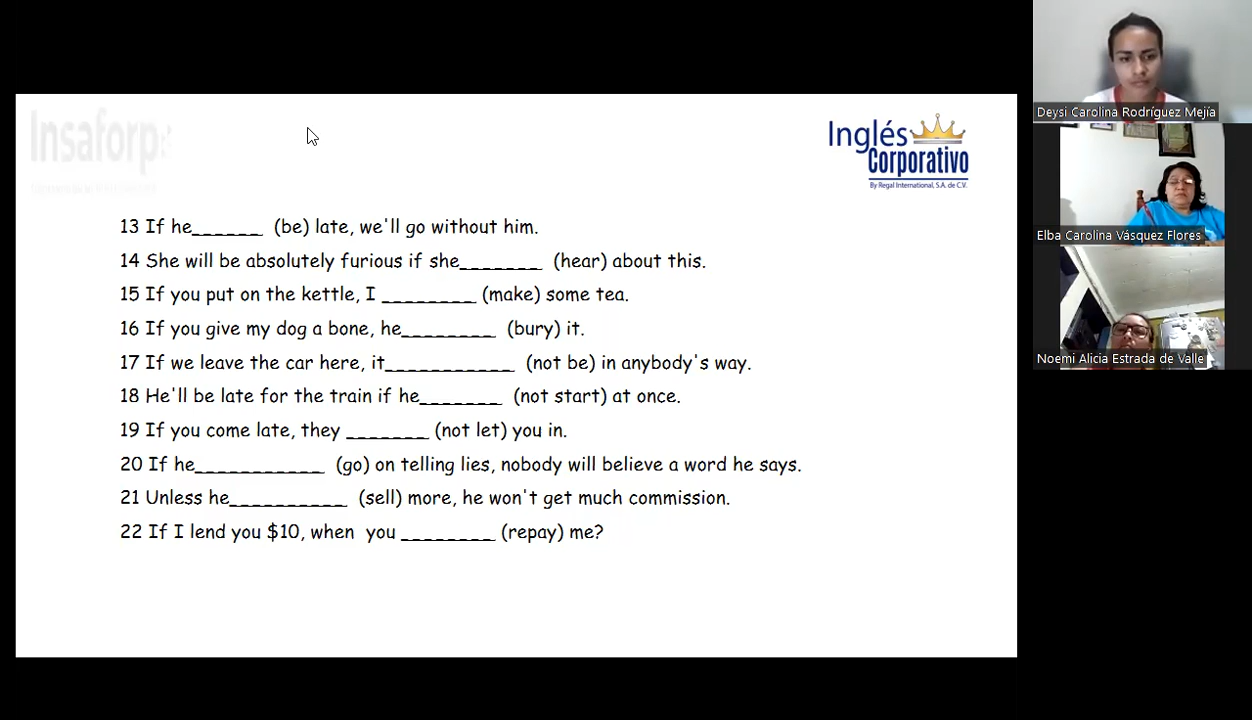 Insaforp
Inglés
Corporativo
By Regal International, S.A. de C.V.
13 If he______ (be) late, we'll go without him.
14 She will be absolutely furious if she_______ (hear) about this.
15 If you put on the kettle, I ________ (make) some tea.
16 If you give my dog a bone, he________ (bury) it.
17 If we leave the car here, it___________ (not be) in anybody's way.
18 He'll be late for the train if he_______ (not start) at once.
19 If you come late, they _______ (not let) you in.
20 If he___________ (go) on telling lies, nobody will believe a word he says.
21 Unless he__________ (sell) more, he won't get much commission.
22 If I lend you $10, when  you ________ (repay) me?
Deysi Carolina Rodríguez Mejía
Elba Carolina Vásquez Flores
Noemi Alicia Estrada de Valle